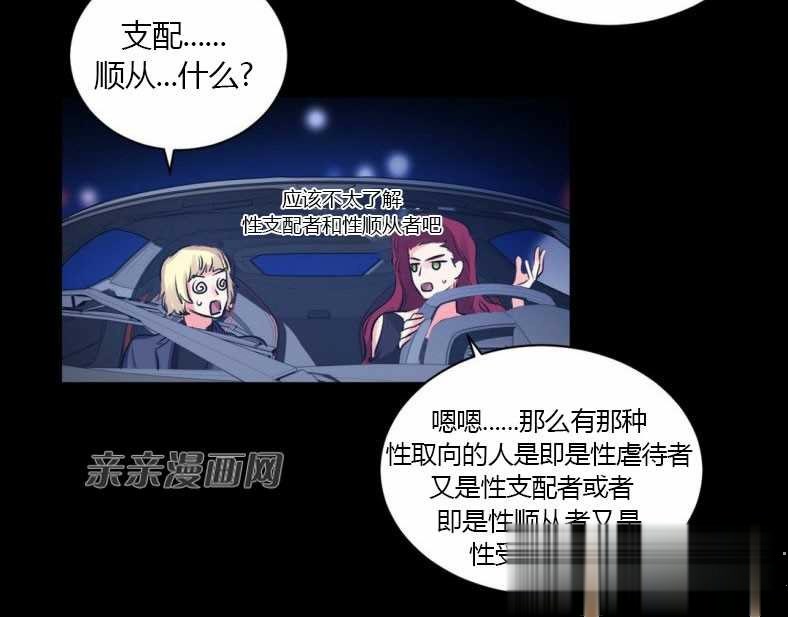 支配......
顺从...什么?
应该不太了解
性支配者和性顺从者吧
嗯嗯......那么有那种
性取向的人是即是性虐待者
又是性支配者或者
即是性顺从者又是
性受
亲亲漫画网